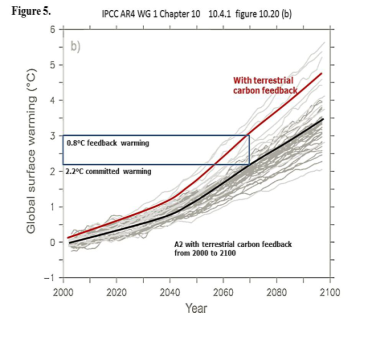 Figure 5.
IPCC AR4 WG 1 Chapter 10 10.4.1 figure 10.20 (b)
b)
Global surface warming (°C)
6
5
4
3
2
1
0
−1
With terrestrial
carbon feedback
0.8ºC feedback warming
2.2ºC committed warming
A2 with terrestrial carbon feedback
from 2000 to 2100
2000 2020 2040 2060 2080 2100
Year